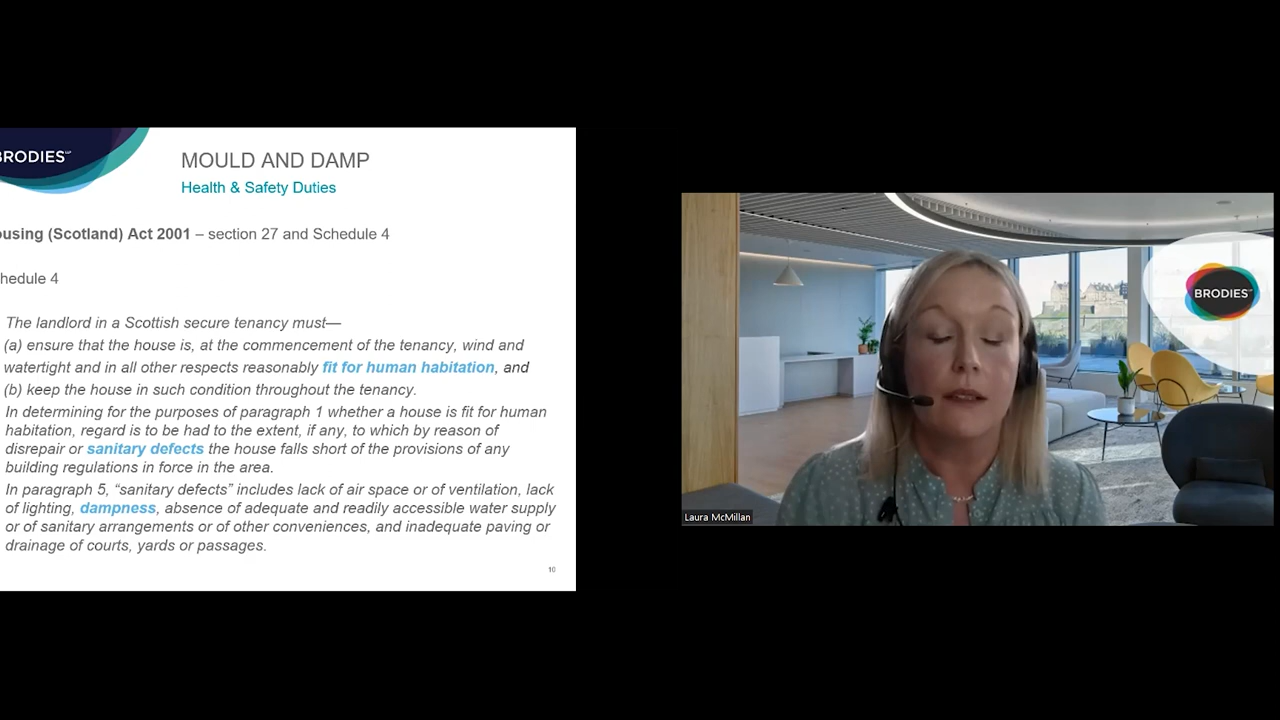 BRODIES LLP
MOULD AND DAMP
Health & Safety Duties
ousing (Scotland) Act 2001 – section 27 and Schedule 4
hedule 4
The landlord in a Scottish secure tenancy must—
(a) ensure that the house is, at the commencement of the tenancy, wind and
watertight and in all other respects reasonably fit for human habitation, and
(b) keep the house in such condition throughout the tenancy.
In determining for the purposes of paragraph 1 whether a house is fit for human
habitation, regard is to be had to the extent, if any, to which by reason of
disrepair or sanitary defects the house falls short of the provisions of any
building regulations in force in the area.
In paragraph 5, “sanitary defects” includes lack of air space or of ventilation, lack
of lighting, dampness, absence of adequate and readily accessible water supply
or of sanitary arrangements or of other conveniences, and inadequate paving or
drainage of courts, yards or passages.
10
BRODIES LLP
Laura McMillan